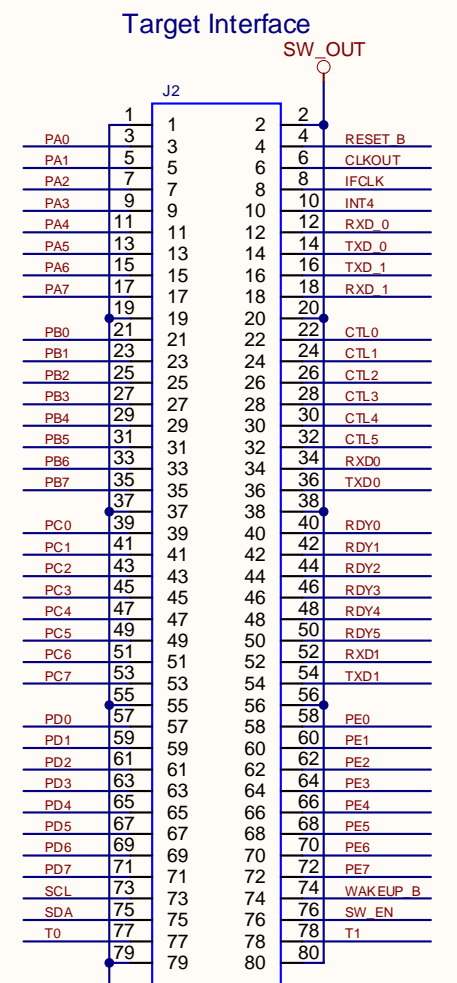 Target Interface
SW_OUT
J2
1 1 2 2
PA0 3 3 4 4 RESET_B
PA1 5 5 6 6 CLKOUT
PA2 7 7 8 8 IFCLK
PA3 9 9 10 10 INT4
PA4 11 11 12 12 RXD_0
PA5 13 13 14 14 TXD_0
PA6 15 15 16 16 TXD_1
PA7 17 17 18 18 RXD_1
19 19 20 20
PB0 21 21 22 22 CTL0
PB1 23 23 24 24 CTL1
PB2 25 25 26 26 CTL2
PB3 27 27 28 28 CTL3
PB4 29 29 30 30 CTL4
PB5 31 31 32 32 CTL5
PB6 33 33 34 34 RXD0
PB7 35 35 36 36 TXD0
37 37 38 38
PC0 39 39 40 40 RDY0
PC1 41 41 42 42 RDY1
PC2 43 43 44 44 RDY2
PC3 45 45 46 46 RDY3
PC4 47 47 48 48 RDY4
PC5 49 49 50 50 RDY5
PC6 51 51 52 52 RXD1
PC7 53 53 54 54 TXD1
55 55 56 56
PD0 57 57 58 58 PE0
PD1 59 59 60 60 PE1
PD2 61 61 62 62 PE2
PD3 63 63 64 64 PE3
PD4 65 65 66 66 PE4
PD5 67 67 68 68 PE5
PD6 69 69 70 70 PE6
PD7 71 71 72 72 PE7
SCL 73 73 74 74 WAKEUP_B
SDA 75 75 76 76 SW_EN
T0 77 77 78 78 T1
79 79 80 80